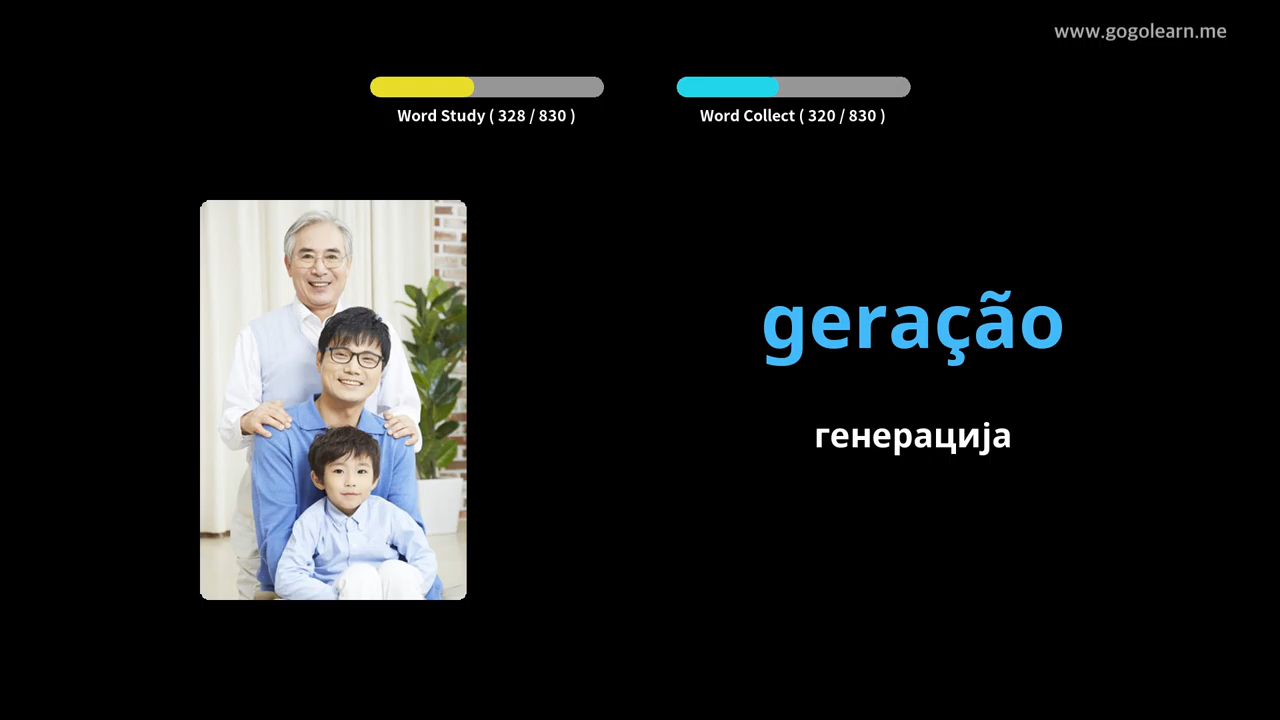 www.gogolearn.me
Word Study ( 328 / 830 )
Word Collect ( 320 / 830 )
geração
генерација